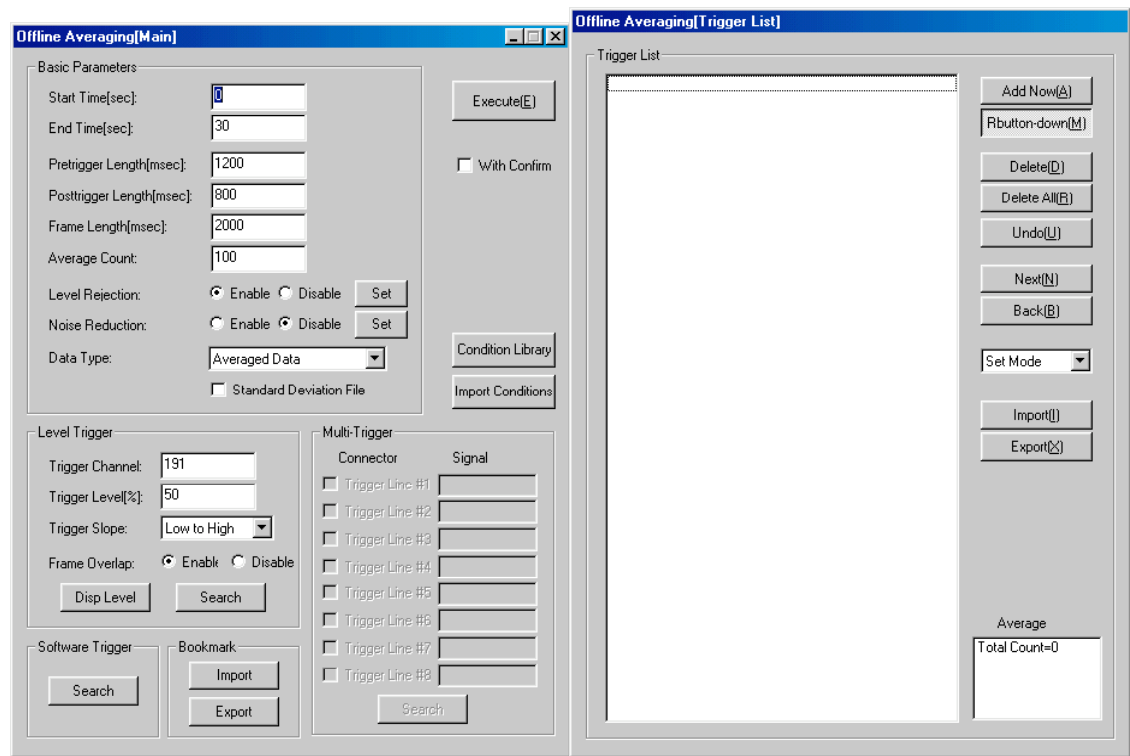 Offline Averaging[Main]
Basic Parameters
Start Time[sec]: 0
End Time[sec]: 30
Pretrigger Length[msec]: 1200
Posttrigger Length[msec]: 800
Frame Length[msec]: 2000
Average Count: 100
Level Rejection: Enable Disable Set
Noise Reduction: Enable Disable Set
Data Type: Averaged Data
Standard Deviation File
Execute(E)
With Confirm
Condition Library
Import Conditions
Level Trigger
Trigger Channel: 191
Trigger Level[%]: 50
Trigger Slope: Low to High
Frame Overlap: Enable Disable
Disp Level Search
Software Trigger
Search
Bookmark
Import
Export
Multi-Trigger
Connector Signal
Trigger Line #1
Trigger Line #2
Trigger Line #3
Trigger Line #4
Trigger Line #5
Trigger Line #6
Trigger Line #7
Trigger Line #8
Search
Offline Averaging[Trigger List]
Trigger List
Add Now(A)
Rbutton-down(M)
Delete(D)
Delete All(R)
Undo(U)
Next(N)
Back(B)
Set Mode
Import(I)
Export(X)
Average
Total Count=0